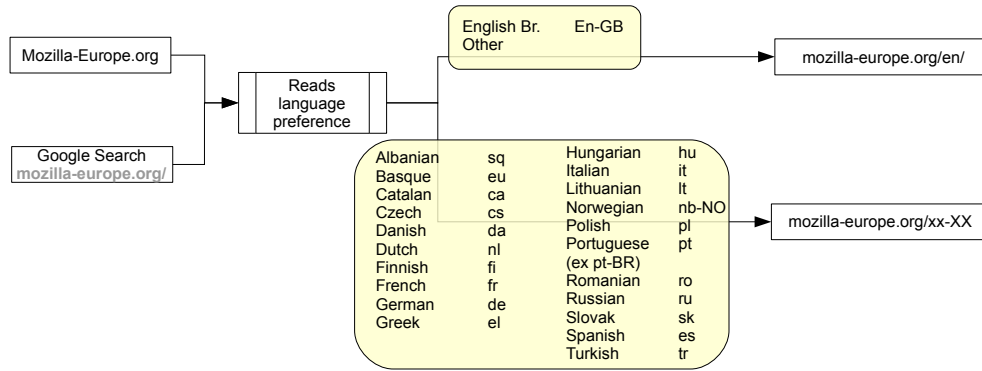 Mozilla-Europe.org
Google Search
mozilla-europe.org/
Reads
language
preference
English Br. En-GB
Other
mozilla-europe.org/en/
Albanian sq
Basque eu
Catalan ca
Czech cs
Danish da
Dutch nl
Finnish fi
French fr
German de
Greek el
Hungarian hu
Italian it
Lithuanian lt
Norwegian nb-NO
Polish pl
Portuguese pt
(ex pt-BR)
Romanian ro
Russian ru
Slovak sk
Spanish es
Turkish tr
mozilla-europe.org/xx-XX